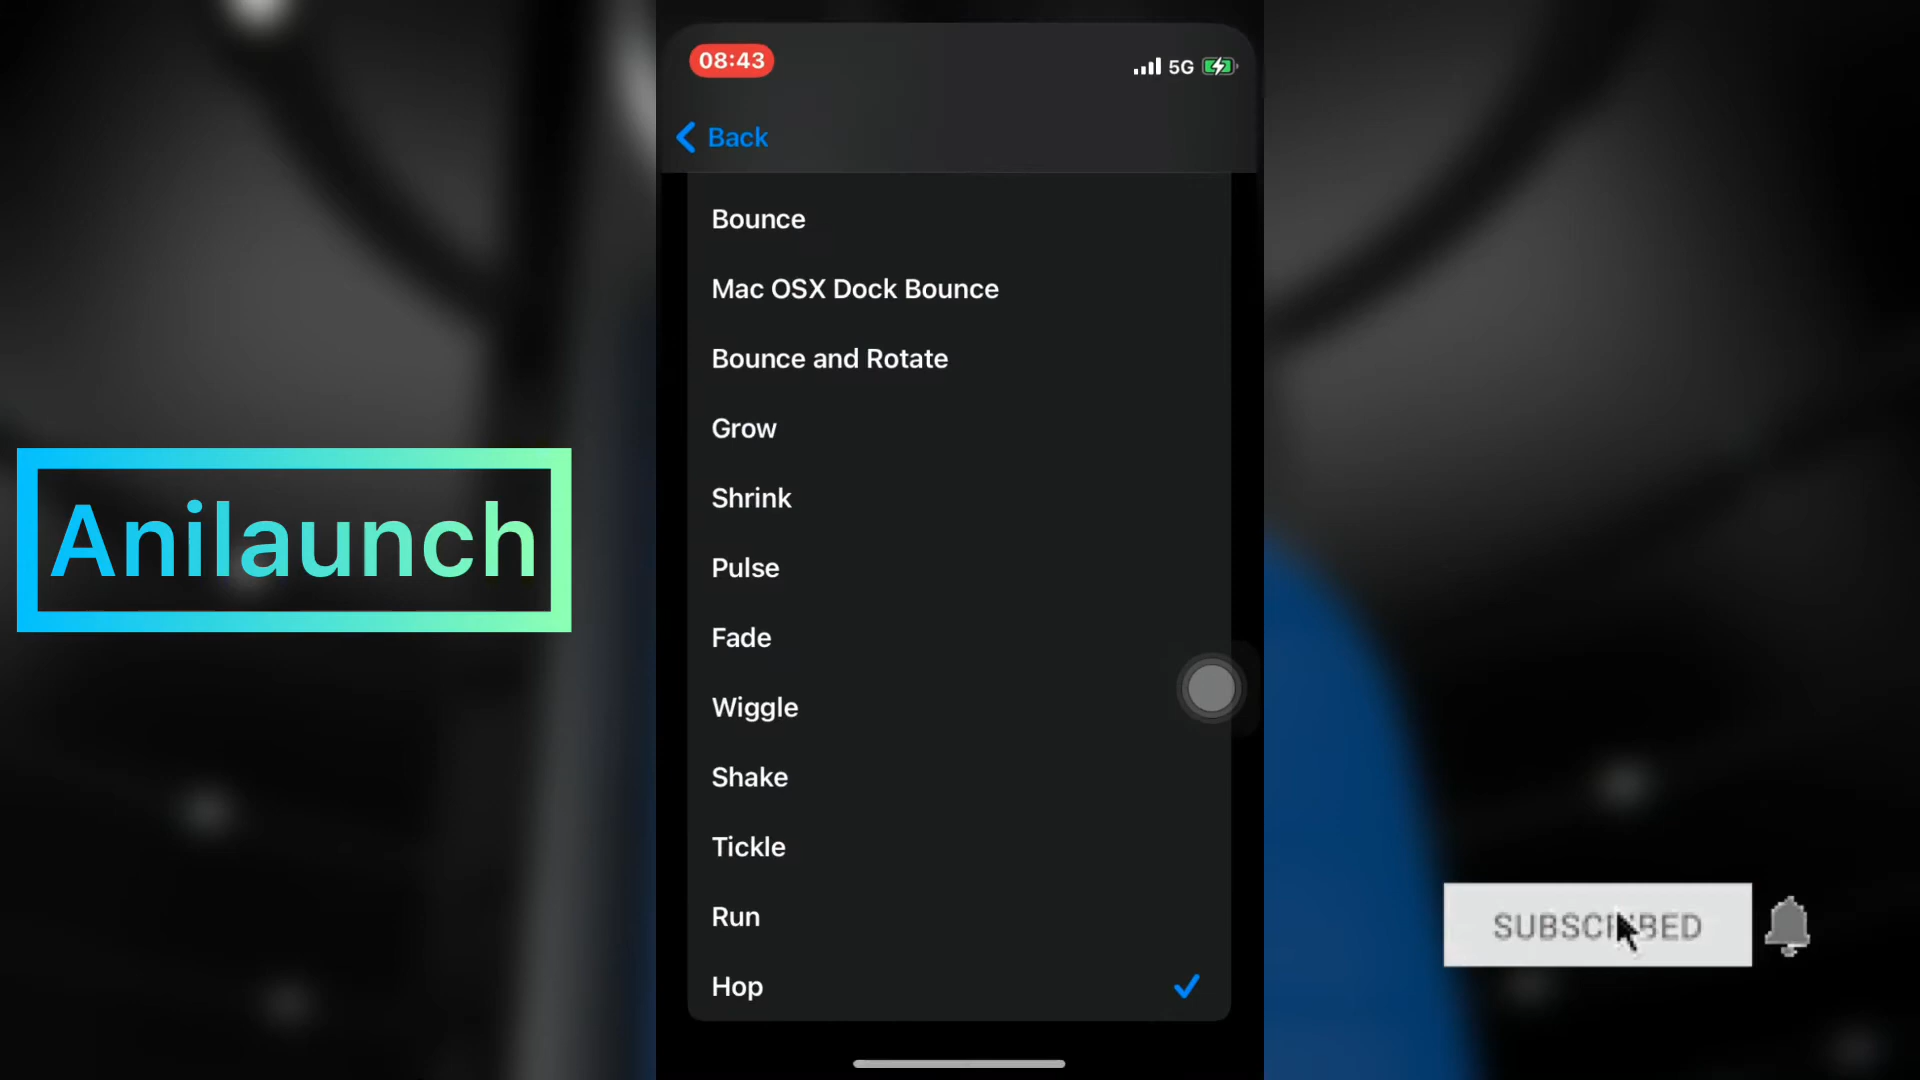 08:43
5G
Back
Bounce
Mac OSX Dock Bounce
Bounce and Rotate
Grow
Shrink
Pulse
Fade
Wiggle
Shake
Tickle
Run
Hop
Anilaunch
SUBSCRIBED